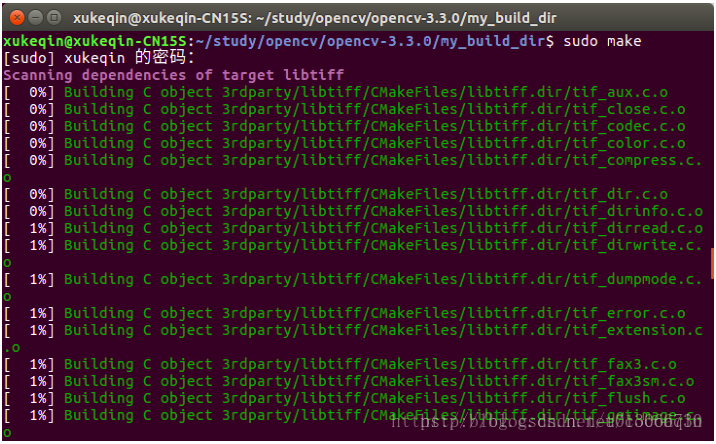 xukeqin@xukeqin-CN15S: ~/study/opencv/opencv-3.3.0/my_build_dir
xukeqin@xukeqin-CN15S:~/study/opencv/opencv-3.3.0/my_build_dir$ sudo make
[sudo] xukeqin 的密码：
Scanning dependencies of target libtiff
[  0%] Building C object 3rdparty/libtiff/CMakeFiles/libtiff.dir/tif_aux.c.o
[  0%] Building C object 3rdparty/libtiff/CMakeFiles/libtiff.dir/tif_close.c.o
[  0%] Building C object 3rdparty/libtiff/CMakeFiles/libtiff.dir/tif_codec.c.o
[  0%] Building C object 3rdparty/libtiff/CMakeFiles/libtiff.dir/tif_color.c.o
[  0%] Building C object 3rdparty/libtiff/CMakeFiles/libtiff.dir/tif_compress.c.
o
[  0%] Building C object 3rdparty/libtiff/CMakeFiles/libtiff.dir/tif_dir.c.o
[  0%] Building C object 3rdparty/libtiff/CMakeFiles/libtiff.dir/tif_dirinfo.c.o
[  1%] Building C object 3rdparty/libtiff/CMakeFiles/libtiff.dir/tif_dirread.c.o
[  1%] Building C object 3rdparty/libtiff/CMakeFiles/libtiff.dir/tif_dirwrite.c.
o
[  1%] Building C object 3rdparty/libtiff/CMakeFiles/libtiff.dir/tif_dumpmode.c.
o
[  1%] Building C object 3rdparty/libtiff/CMakeFiles/libtiff.dir/tif_error.c.o
[  1%] Building C object 3rdparty/libtiff/CMakeFiles/libtiff.dir/tif_extension.c
.o
[  1%] Building C object 3rdparty/libtiff/CMakeFiles/libtiff.dir/tif_fax3.c.o
[  1%] Building C object 3rdparty/libtiff/CMakeFiles/libtiff.dir/tif_fax3sm.c.o
[  1%] Building C object 3rdparty/libtiff/CMakeFiles/libtiff.dir/tif_flush.c.o
[  1%] Building C object 3rdparty/libtiff/CMakeFiles/libtiff.dir/tif_getimage.c.
o